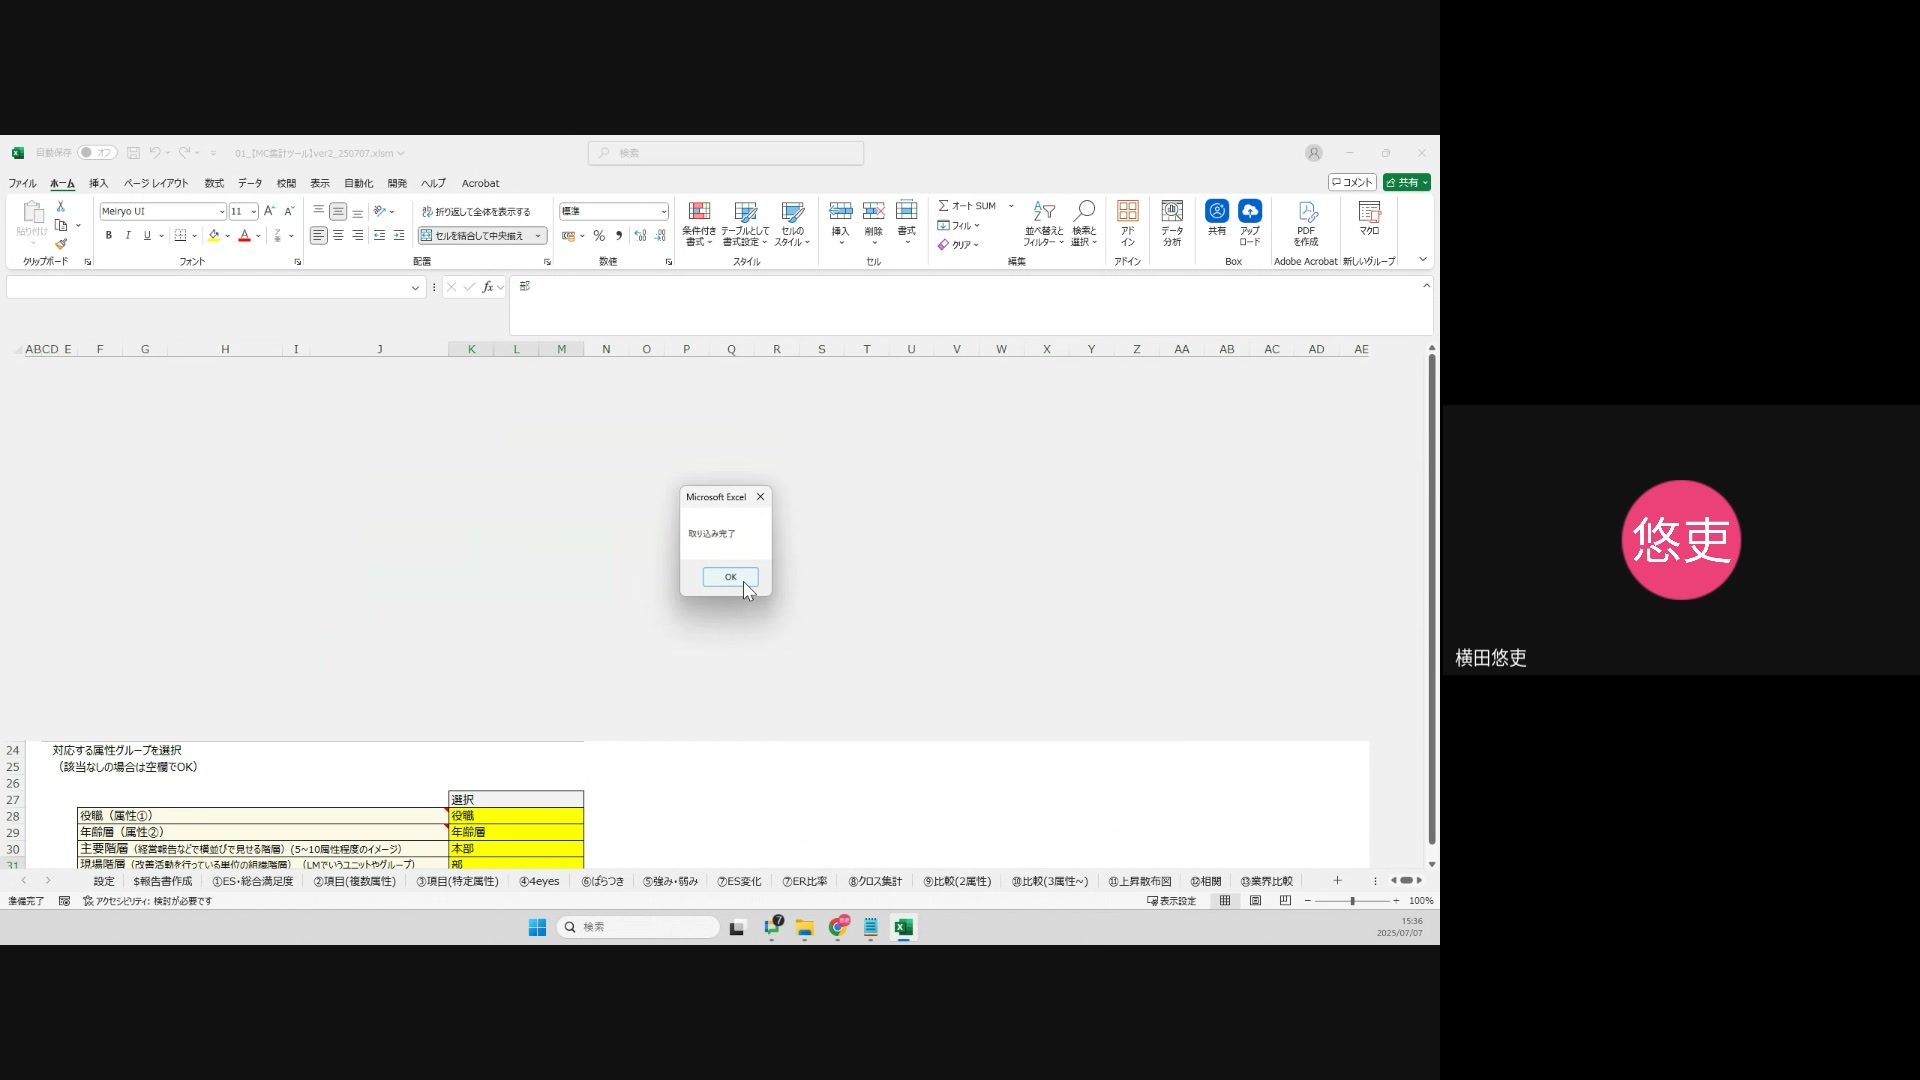 自動保存 オフ 01_【MC集計ツール】ver2_250707.xlsm 検索
ファイル ホーム 挿入 ページ レイアウト 数式 データ 校閲 表示 自動化 開発 ヘルプ Acrobat コメント 共有
貼り付け Meiryo UI 11 折り返して全体を表示する 標準 条件付き書式 テーブルとして書式設定 セルのスタイル 挿入 削除 書式 Σ オート SUM フィル クリア 並べ替えとフィルター 検索と選択 アドイン データ分析 共有 アップロード PDFを作成 マクロ
B I U セルを結合して中央揃え
クリップボード フォント 配置 数値 スタイル セル 編集 アドイン Box Adobe Acrobat 新しいグループ
fx 部
A B C D E F G H I J K L M N O P Q R S T U V W X Y Z AA AB AC AD AE
Microsoft Excel
取り込み完了
OK
悠吏
横田悠吏
24 対応する属性グループを選択
25 （該当なしの場合は空欄でOK）
26
27 選択
28 役職（属性①） 役職
29 年齢層（属性②） 年齢層
30 主要階層（経営報告などで横並びで見せる階層）(5~10属性程度のイメージ) 本部
31 現場階層（改善活動を行っている単位の組織階層）（LMでいうユニットやグループ） 部
設定 $報告書作成 ①ES・総合満足度 ②項目(複数属性) ③項目(特定属性) ④4eyes ⑥ばらつき ⑤強み・弱み ⑦ES変化 ⑦ER比率 ⑧クロス集計 ⑨比較(2属性) ⑩比較(3属性~) ⑪上昇散布図 ⑫相関 ⑬業界比較
準備完了 アクセシビリティ: 検討が必要です 表示設定 100%
検索 7 15:36
2025/07/07